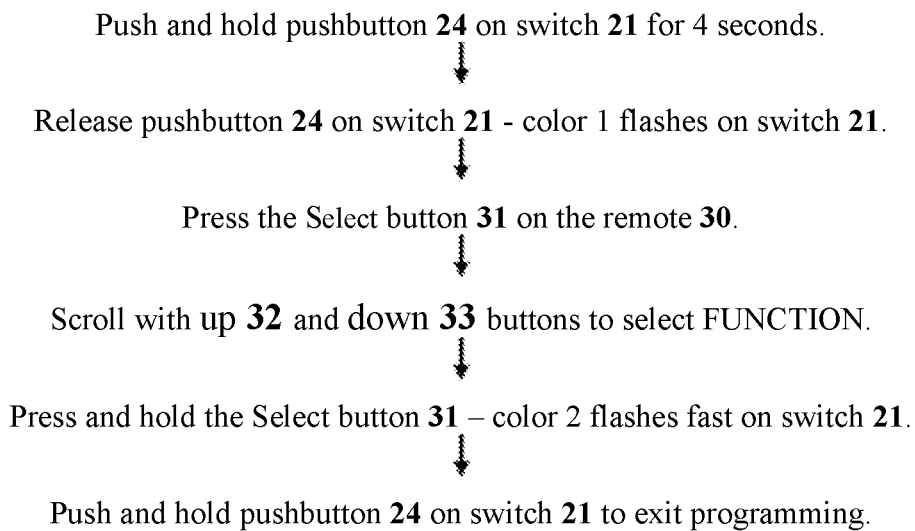 Push and hold pushbutton 24 on switch 21 for 4 seconds.
Release pushbutton 24 on switch 21 - color 1 flashes on switch 21.
Press the Select button 31 on the remote 30.
Scroll with up 32 and down 33 buttons to select FUNCTION.
Press and hold the Select button 31 – color 2 flashes fast on switch 21.
Push and hold pushbutton 24 on switch 21 to exit programming.